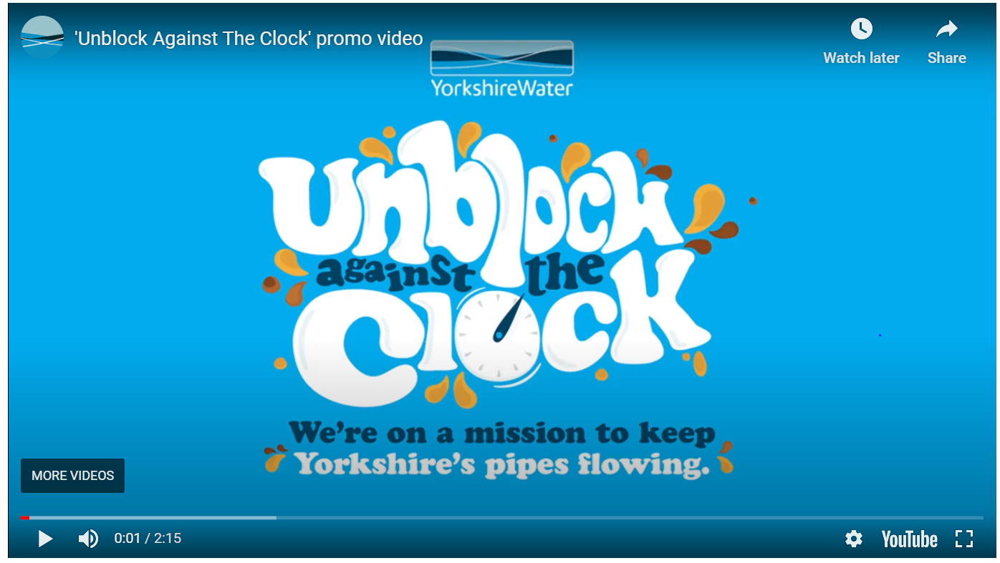 'Unblock Against The Clock' promo video
Watch later
Share
YorkshireWater
Unblock
against the
Clock
We're on a mission to keep
Yorkshire's pipes flowing.
MORE VIDEOS
0:01 / 2:15
YouTube